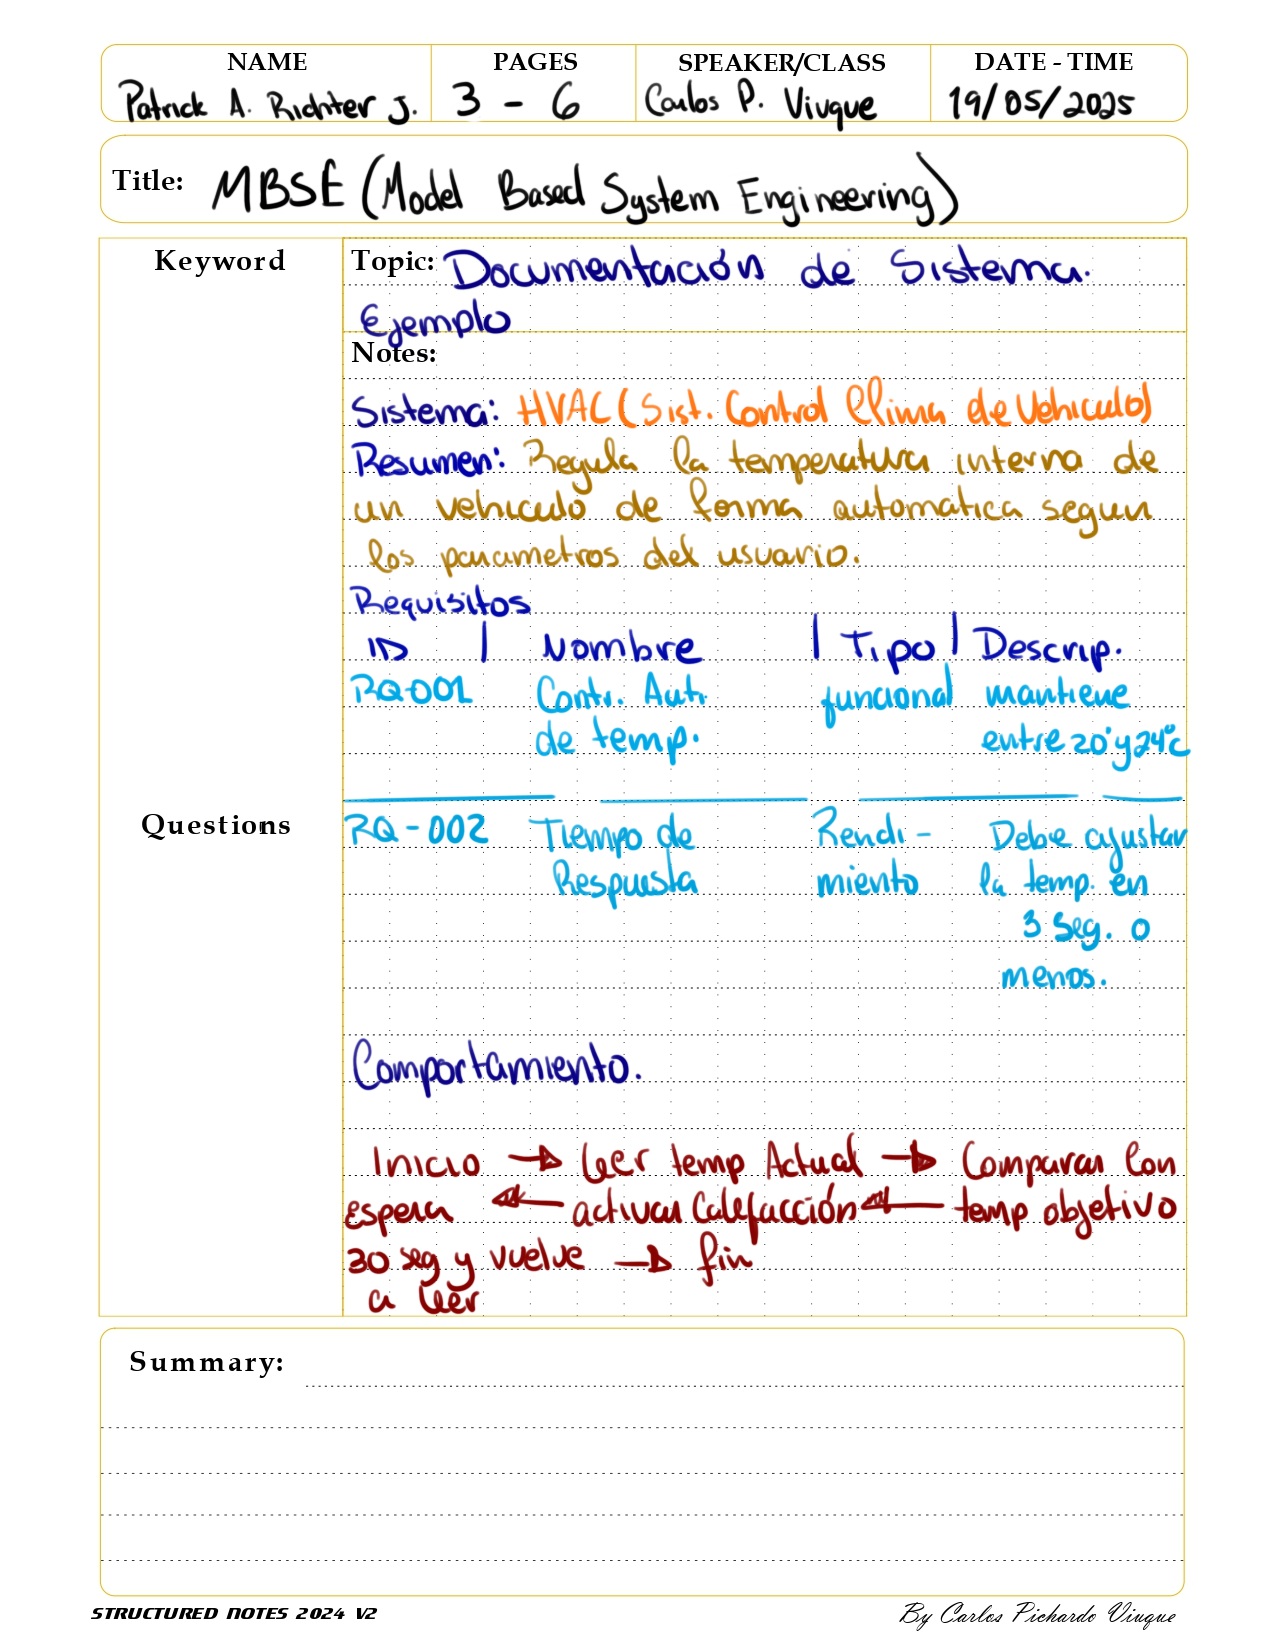 NAME PAGES SPEAKER/CLASS DATE - TIME
Patrick A. Richter J. 3 - 6 Carlos P. Viuque 19/05/2025
Title: MBSE (Model Based System Engineering)
Keyword
Topic: Documentación de Sistema.
Ejemplo
Notes:
Sistema: HVAC (Sist. Control Clima de Vehiculo)
Resumen: Regula la temperatura interna de
un vehiculo de forma automatica segun
los parametros del usuario.
Requisitos
ID | Nombre | Tipo | Descrip.
RQ-001 Contr. Aut. funcional mantiene
de temp. entre 20° y 24°c
Questions
RQ-002 Tiempo de Rendi- Debe ajustar
Respuesta miento la temp. en
3 Seg. o
menos.
Comportamiento.
Inicio → leer temp Actual → Comparar Con
espera ← activar Calefacción ← temp objetivo
30 seg y vuelve → fin
a leer
Summary:
STRUCTURED NOTES 2024 V2 By Carlos Pichardo Viuque